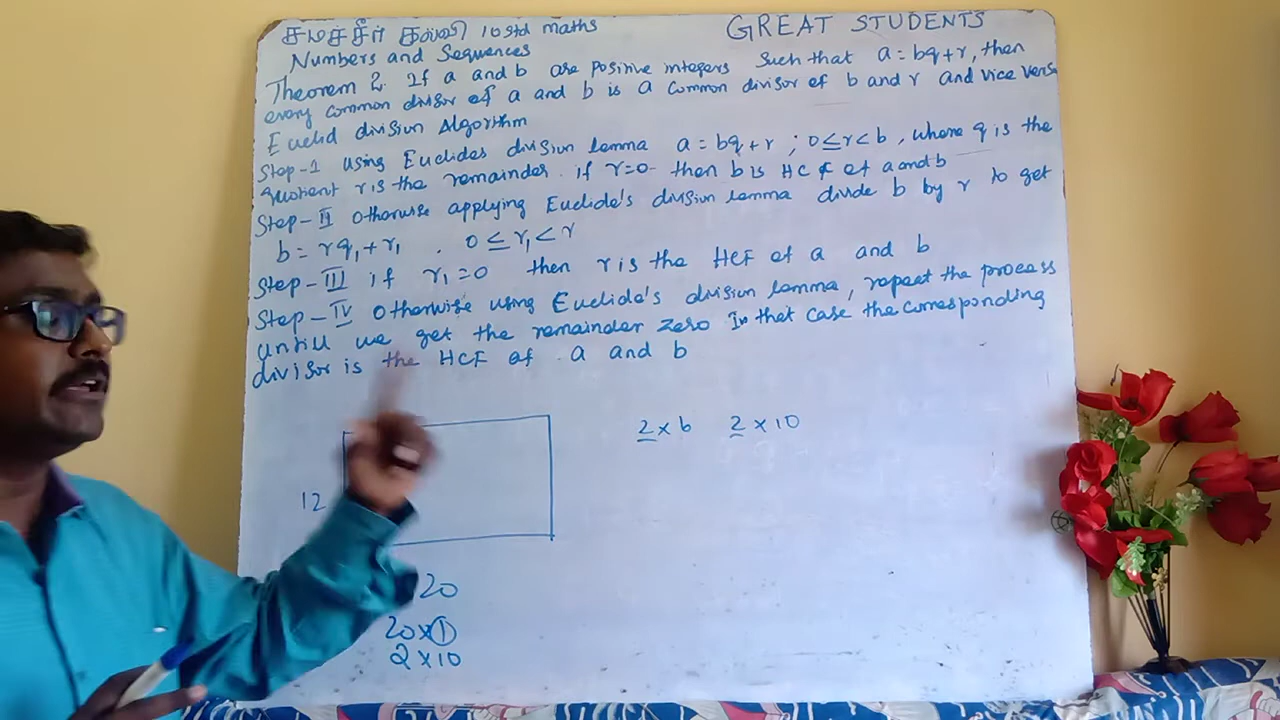 சமச்சீர் கல்வி 10 std maths
GREAT STUDENTS
Numbers and Sequences
Theorem 2. If a and b are positive integers such that a = bq + r, then
every common divisor of a and b is a common divisor of b and r and vice versa
Euclid division Algorithm
Step-1 using Euclides division lemma a = bq + r ; 0 ≤ r < b , where q is the
quotient r is the remainder. if r=0 then b is HCF of a and b
Step-II otherwise applying Euclide's division lemma divide b by r to get
b = rq₁ + r₁ . 0 ≤ r₁ < r
Step-III if r₁ = 0 then r is the HCF of a and b
Step-IV otherwise using Euclide's division lemma, repeat the process
untill we get the remainder zero In that case the corresponding
divisor is the HCF of a and b
2 × b 2 × 10
12
20
20×1
2×10